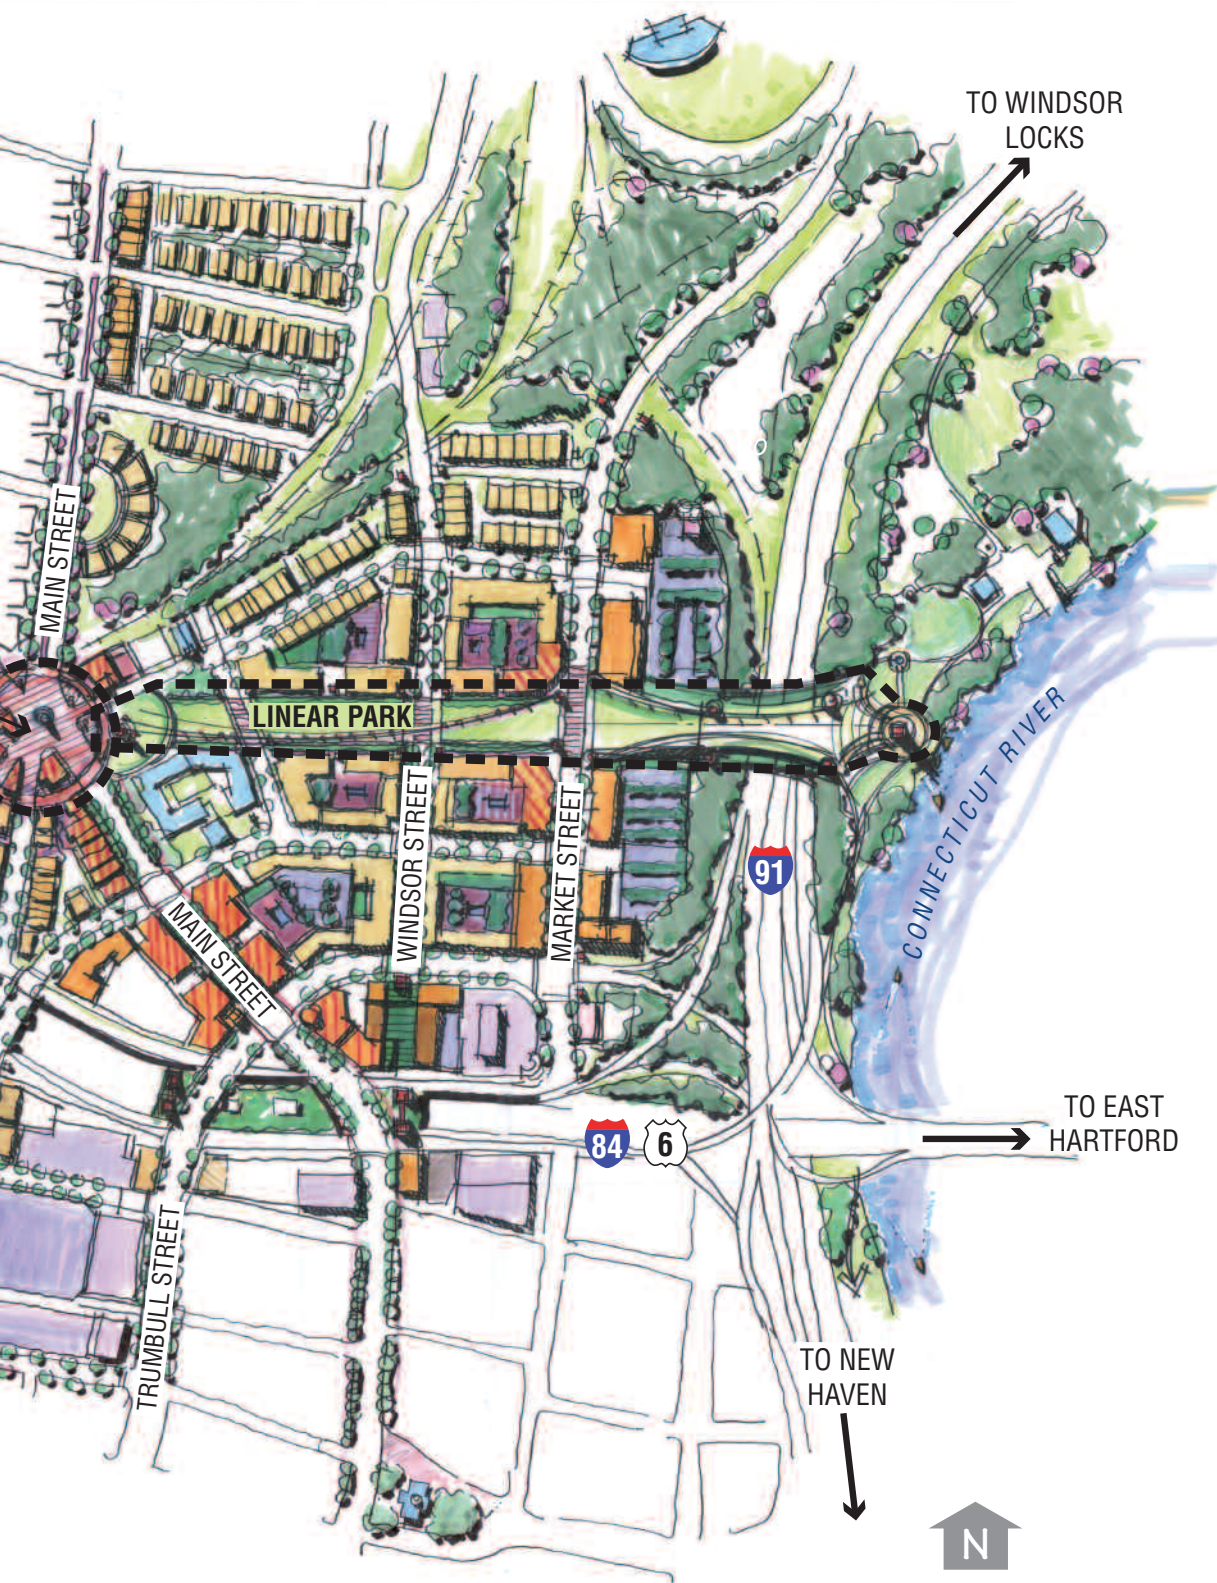 TO WINDSOR
LOCKS
MAIN STREET
LINEAR PARK
CONNECTICUT RIVER
WINDSOR STREET
MARKET STREET
91
MAIN STREET
84
6
TO EAST
HARTFORD
TRUMBULL STREET
TO NEW
HAVEN
N